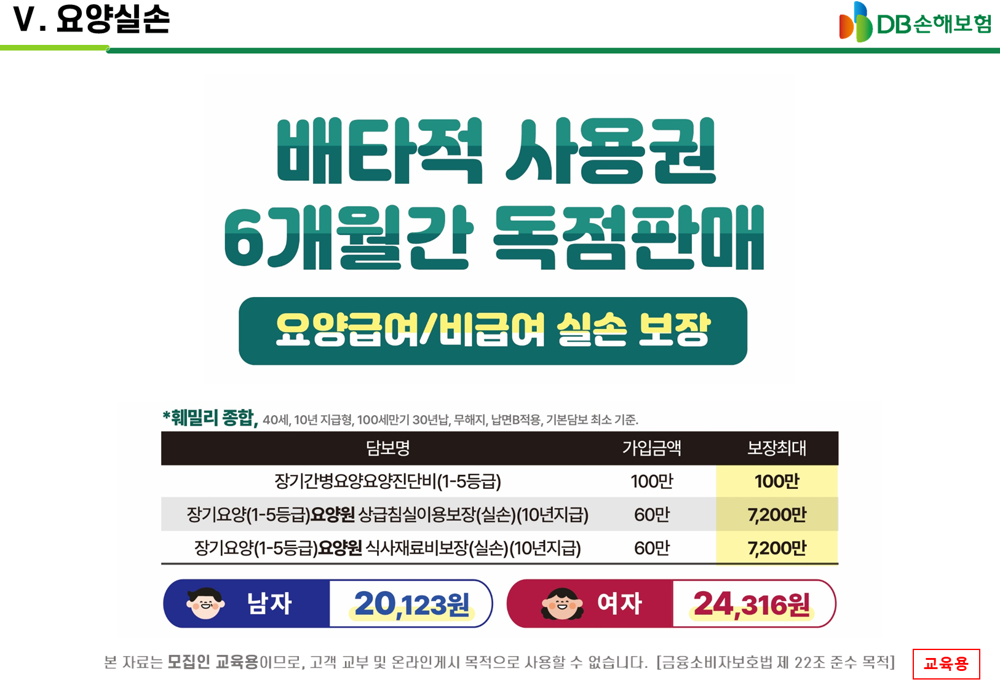 Ⅴ. 요양실손
DB손해보험
배타적 사용권
6개월간 독점판매
요양급여/비급여 실손 보장
*훼밀리 종합, 40세, 10년 지급형, 100세만기 30년납, 무해지, 납면B적용, 기본담보 최소 기준.
담보명 가입금액 보장최대
장기간병요양요양진단비(1-5등급) 100만 100만
장기요양(1-5등급)요양원 상급침실이용보장(실손)(10년지급) 60만 7,200만
장기요양(1-5등급)요양원 식사재료비보장(실손)(10년지급) 60만 7,200만
남자 20,123원 여자 24,316원
본 자료는 모집인 교육용이므로, 고객 교부 및 온라인게시 목적으로 사용할 수 없습니다. [금융소비자보호법 제 22조 준수 목적]
교육용